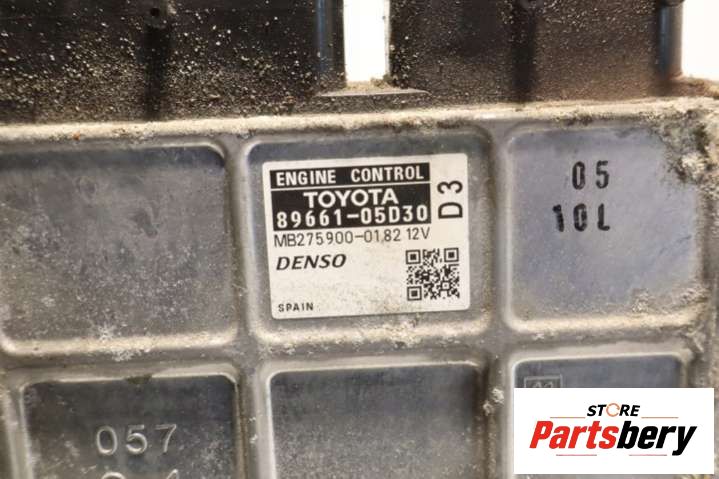 ENGINE CONTROL
TOYOTA
89661-05D30
D3
MB275900-0182 12V
DENSO
SPAIN
05
10L
057
STORE
Partsbery